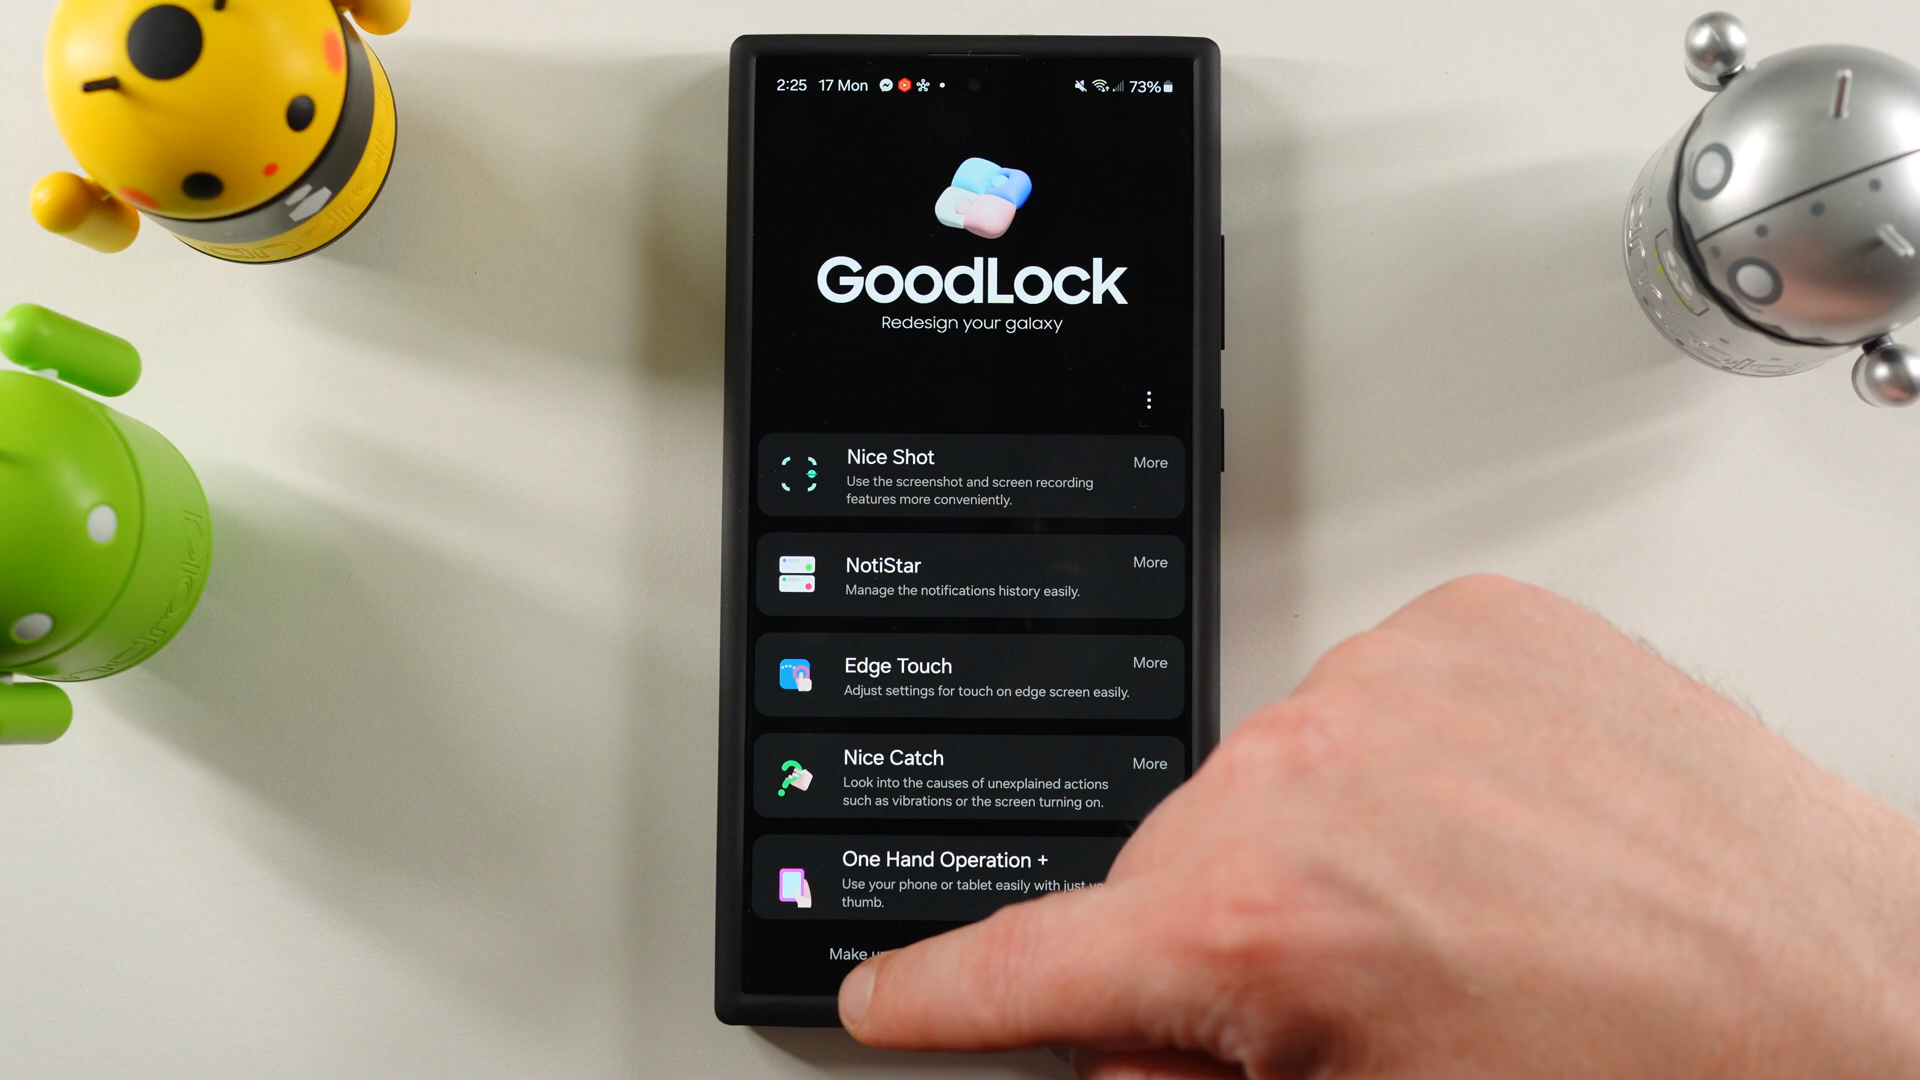 2:25 17 Mon 73%
GoodLock
Redesign your galaxy
Nice Shot
More
Use the screenshot and screen recording
features more conveniently.
NotiStar
More
Manage the notifications history easily.
Edge Touch
More
Adjust settings for touch on edge screen easily.
Nice Catch
More
Look into the causes of unexplained actions
such as vibrations or the screen turning on.
One Hand Operation +
Use your phone or tablet easily with just
thumb.
Make